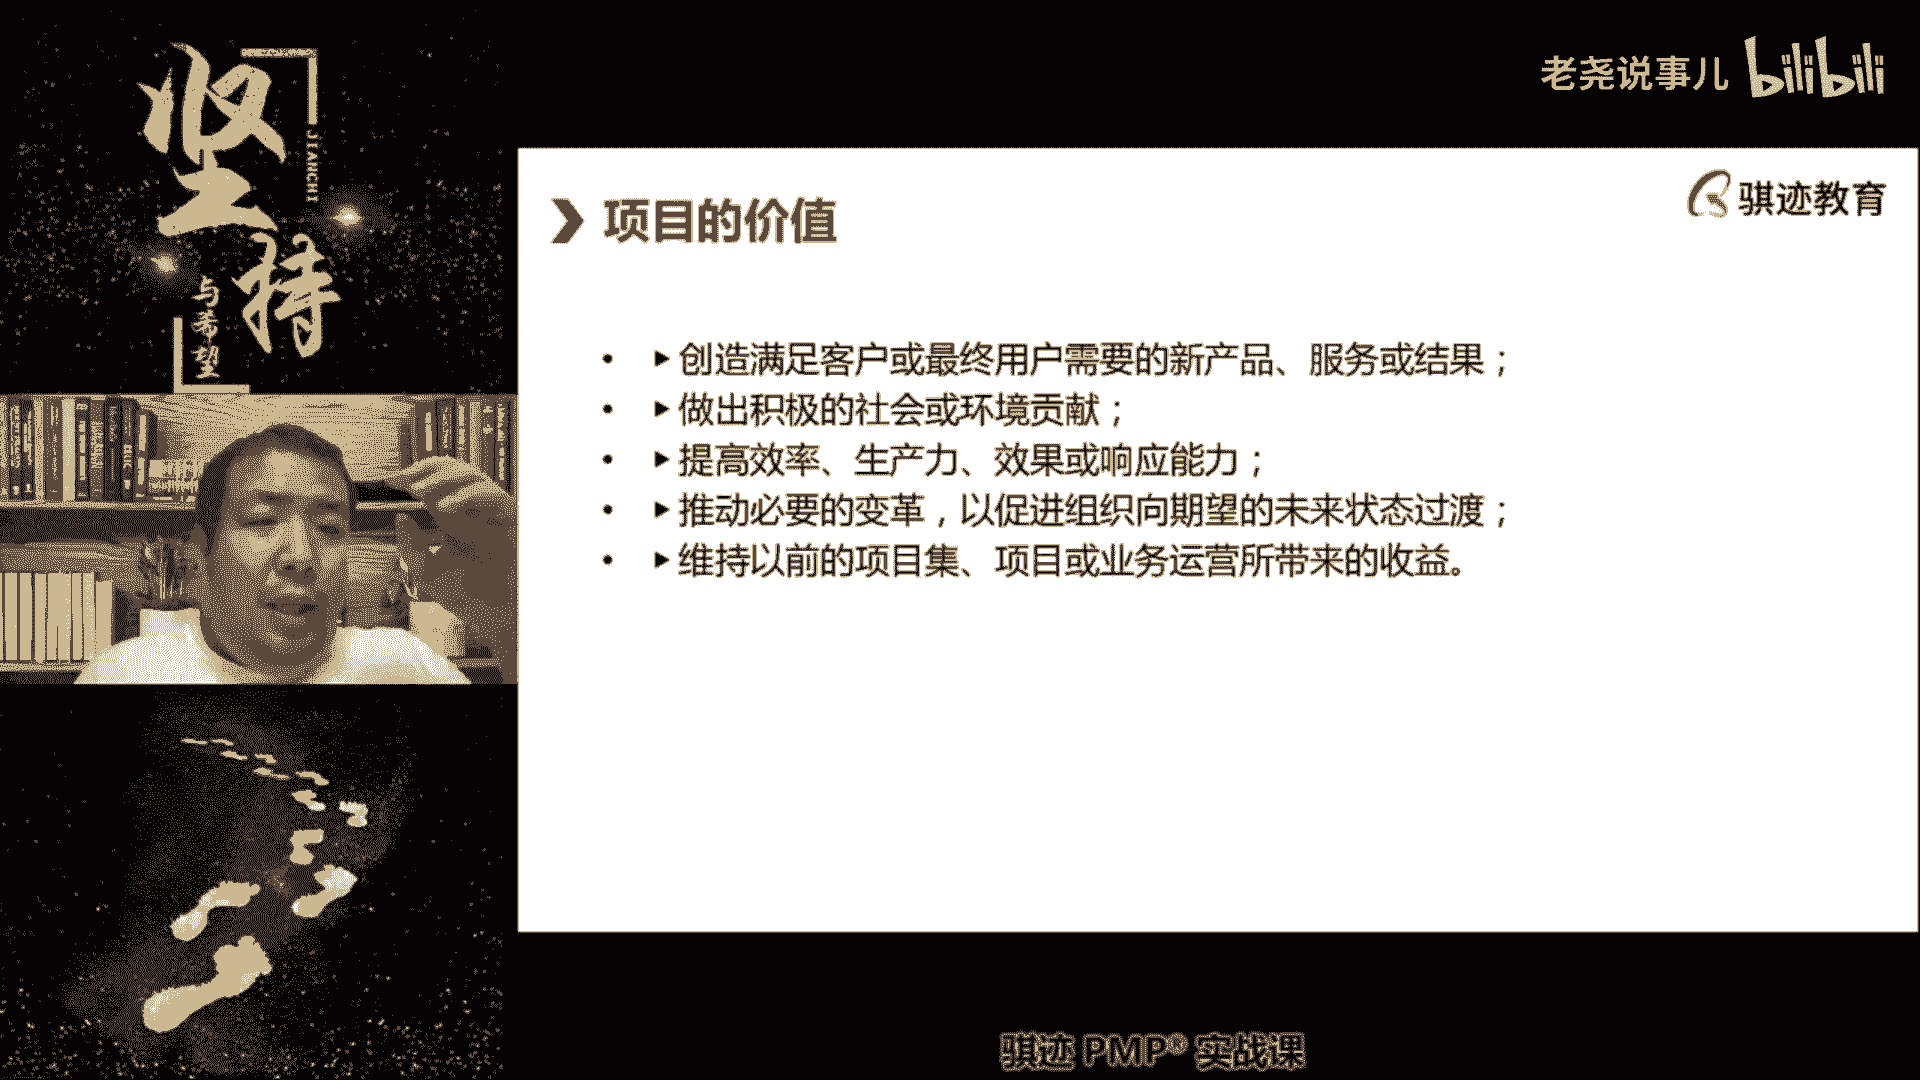 坚持
JIANCHI
与希望
老尧说事儿 bilibili
骐迹教育
项目的价值
• ▶创造满足客户或最终用户需要的新产品、服务或结果；
• ▶做出积极的社会或环境贡献；
• ▶提高效率、生产力、效果或响应能力；
• ▶推动必要的变革，以促进组织向期望的未来状态过渡；
• ▶维持以前的项目集、项目或业务运营所带来的收益。
骐迹 PMP® 实战课